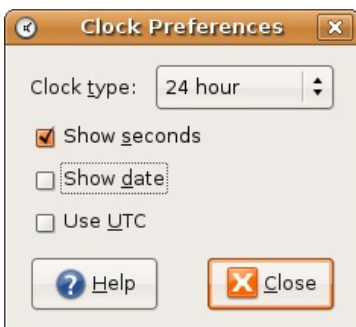 Clock Preferences
Clock type: 24 hour
Show seconds
Show date
Use UTC
Help Close